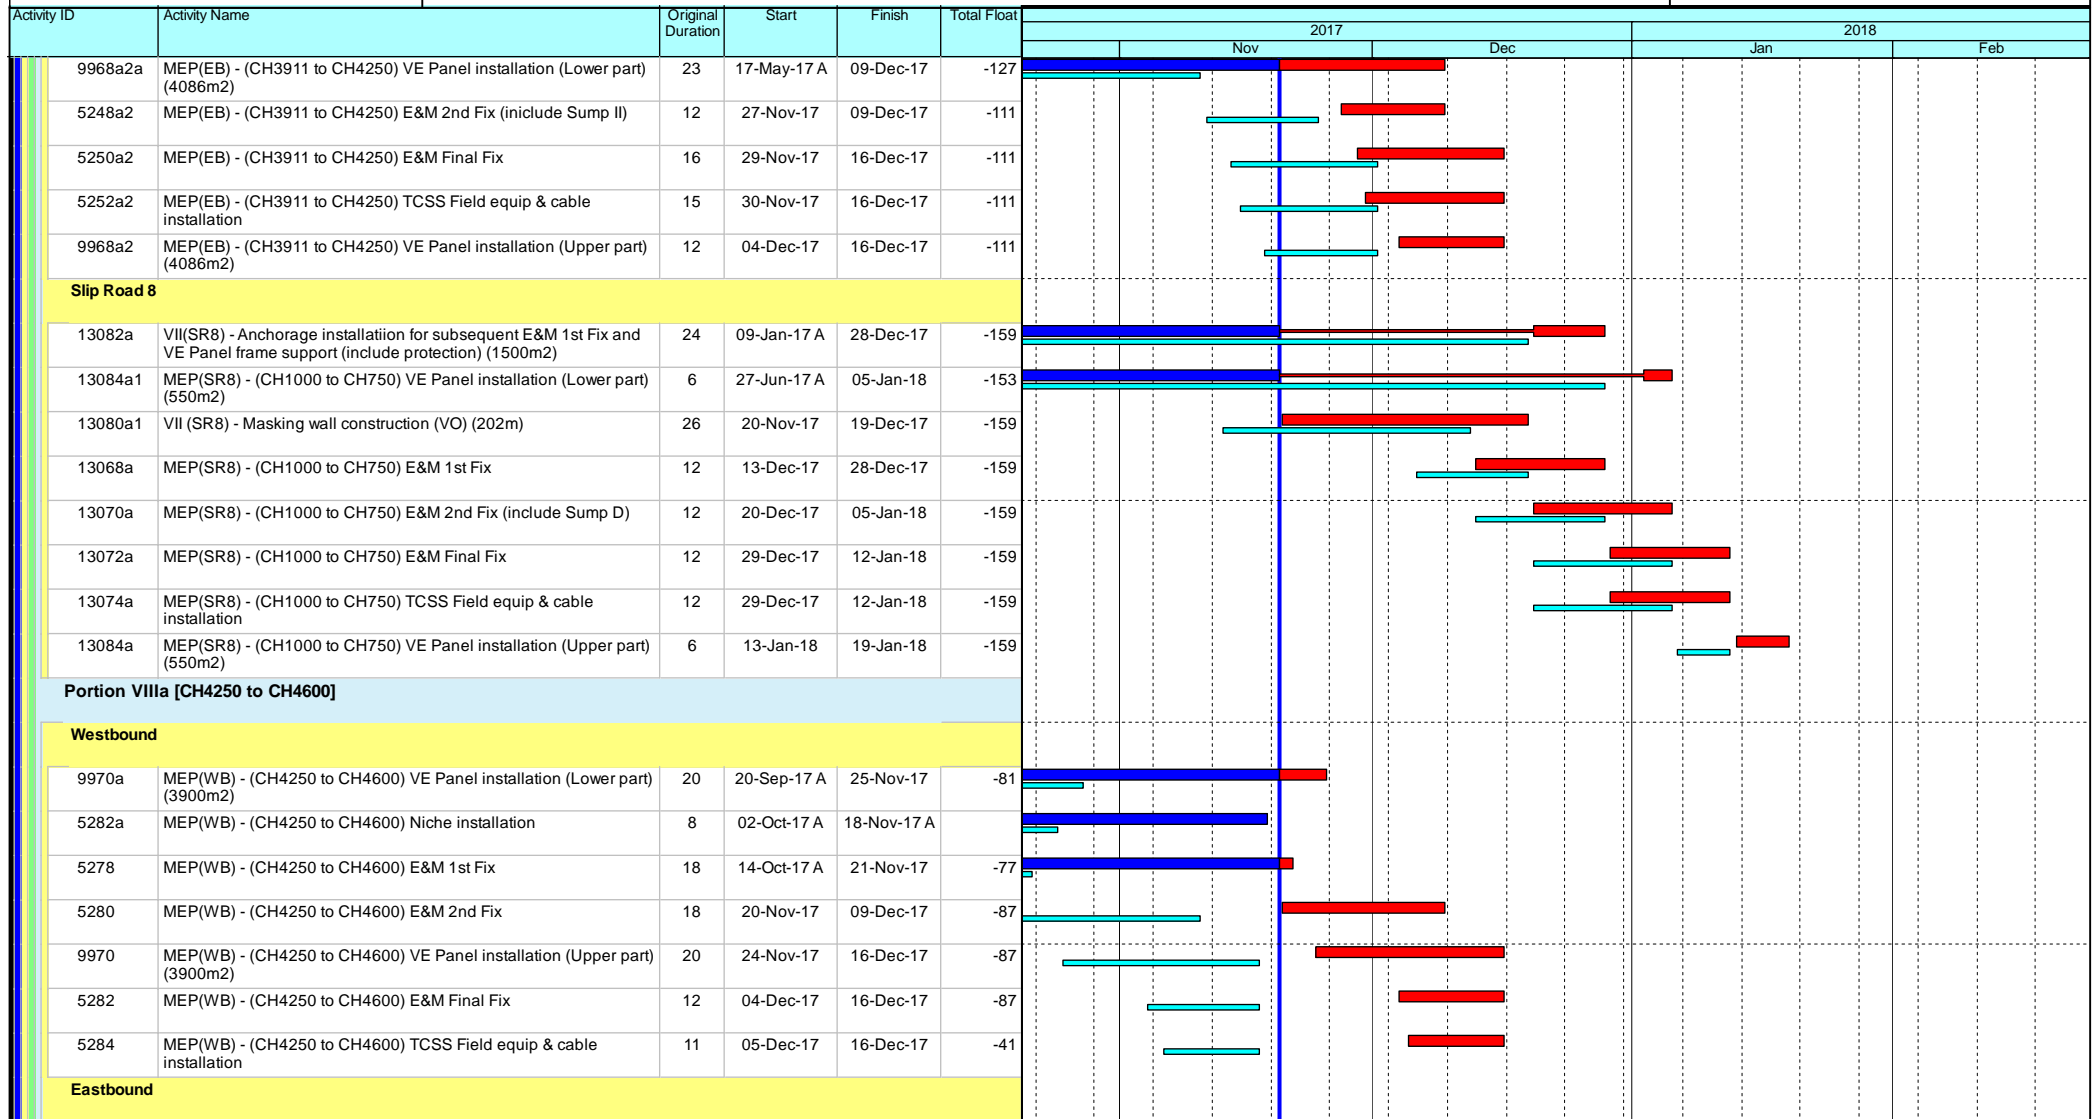 Activity ID Activity Name Original Duration Start Finish Total Float
2017 2018
Nov Dec Jan Feb
9968a2a MEP(EB) - (CH3911 to CH4250) VE Panel installation (Lower part) (4086m2) 23 17-May-17 A 09-Dec-17 -127
5248a2 MEP(EB) - (CH3911 to CH4250) E&M 2nd Fix (iniclude Sump II) 12 27-Nov-17 09-Dec-17 -111
5250a2 MEP(EB) - (CH3911 to CH4250) E&M Final Fix 16 29-Nov-17 16-Dec-17 -111
5252a2 MEP(EB) - (CH3911 to CH4250) TCSS Field equip & cable installation 15 30-Nov-17 16-Dec-17 -111
9968a2 MEP(EB) - (CH3911 to CH4250) VE Panel installation (Upper part) (4086m2) 12 04-Dec-17 16-Dec-17 -111
Slip Road 8
13082a VII(SR8) - Anchorage installatiion for subsequent E&M 1st Fix and VE Panel frame support (include protection) (1500m2) 24 09-Jan-17 A 28-Dec-17 -159
13084a1 MEP(SR8) - (CH1000 to CH750) VE Panel installation (Lower part) (550m2) 6 27-Jun-17 A 05-Jan-18 -153
13080a1 VII (SR8) - Masking wall construction (VO) (202m) 26 20-Nov-17 19-Dec-17 -159
13068a MEP(SR8) - (CH1000 to CH750) E&M 1st Fix 12 13-Dec-17 28-Dec-17 -159
13070a MEP(SR8) - (CH1000 to CH750) E&M 2nd Fix (include Sump D) 12 20-Dec-17 05-Jan-18 -159
13072a MEP(SR8) - (CH1000 to CH750) E&M Final Fix 12 29-Dec-17 12-Jan-18 -159
13074a MEP(SR8) - (CH1000 to CH750) TCSS Field equip & cable installation 12 29-Dec-17 12-Jan-18 -159
13084a MEP(SR8) - (CH1000 to CH750) VE Panel installation (Upper part) (550m2) 6 13-Jan-18 19-Jan-18 -159
Portion VIIIa [CH4250 to CH4600]
Westbound
9970a MEP(WB) - (CH4250 to CH4600) VE Panel installation (Lower part) (3900m2) 20 20-Sep-17 A 25-Nov-17 -81
5282a MEP(WB) - (CH4250 to CH4600) Niche installation 8 02-Oct-17 A 18-Nov-17 A
5278 MEP(WB) - (CH4250 to CH4600) E&M 1st Fix 18 14-Oct-17 A 21-Nov-17 -77
5280 MEP(WB) - (CH4250 to CH4600) E&M 2nd Fix 18 20-Nov-17 09-Dec-17 -87
9970 MEP(WB) - (CH4250 to CH4600) VE Panel installation (Upper part) (3900m2) 20 24-Nov-17 16-Dec-17 -87
5282 MEP(WB) - (CH4250 to CH4600) E&M Final Fix 12 04-Dec-17 16-Dec-17 -87
5284 MEP(WB) - (CH4250 to CH4600) TCSS Field equip & cable installation 11 05-Dec-17 16-Dec-17 -41
Eastbound